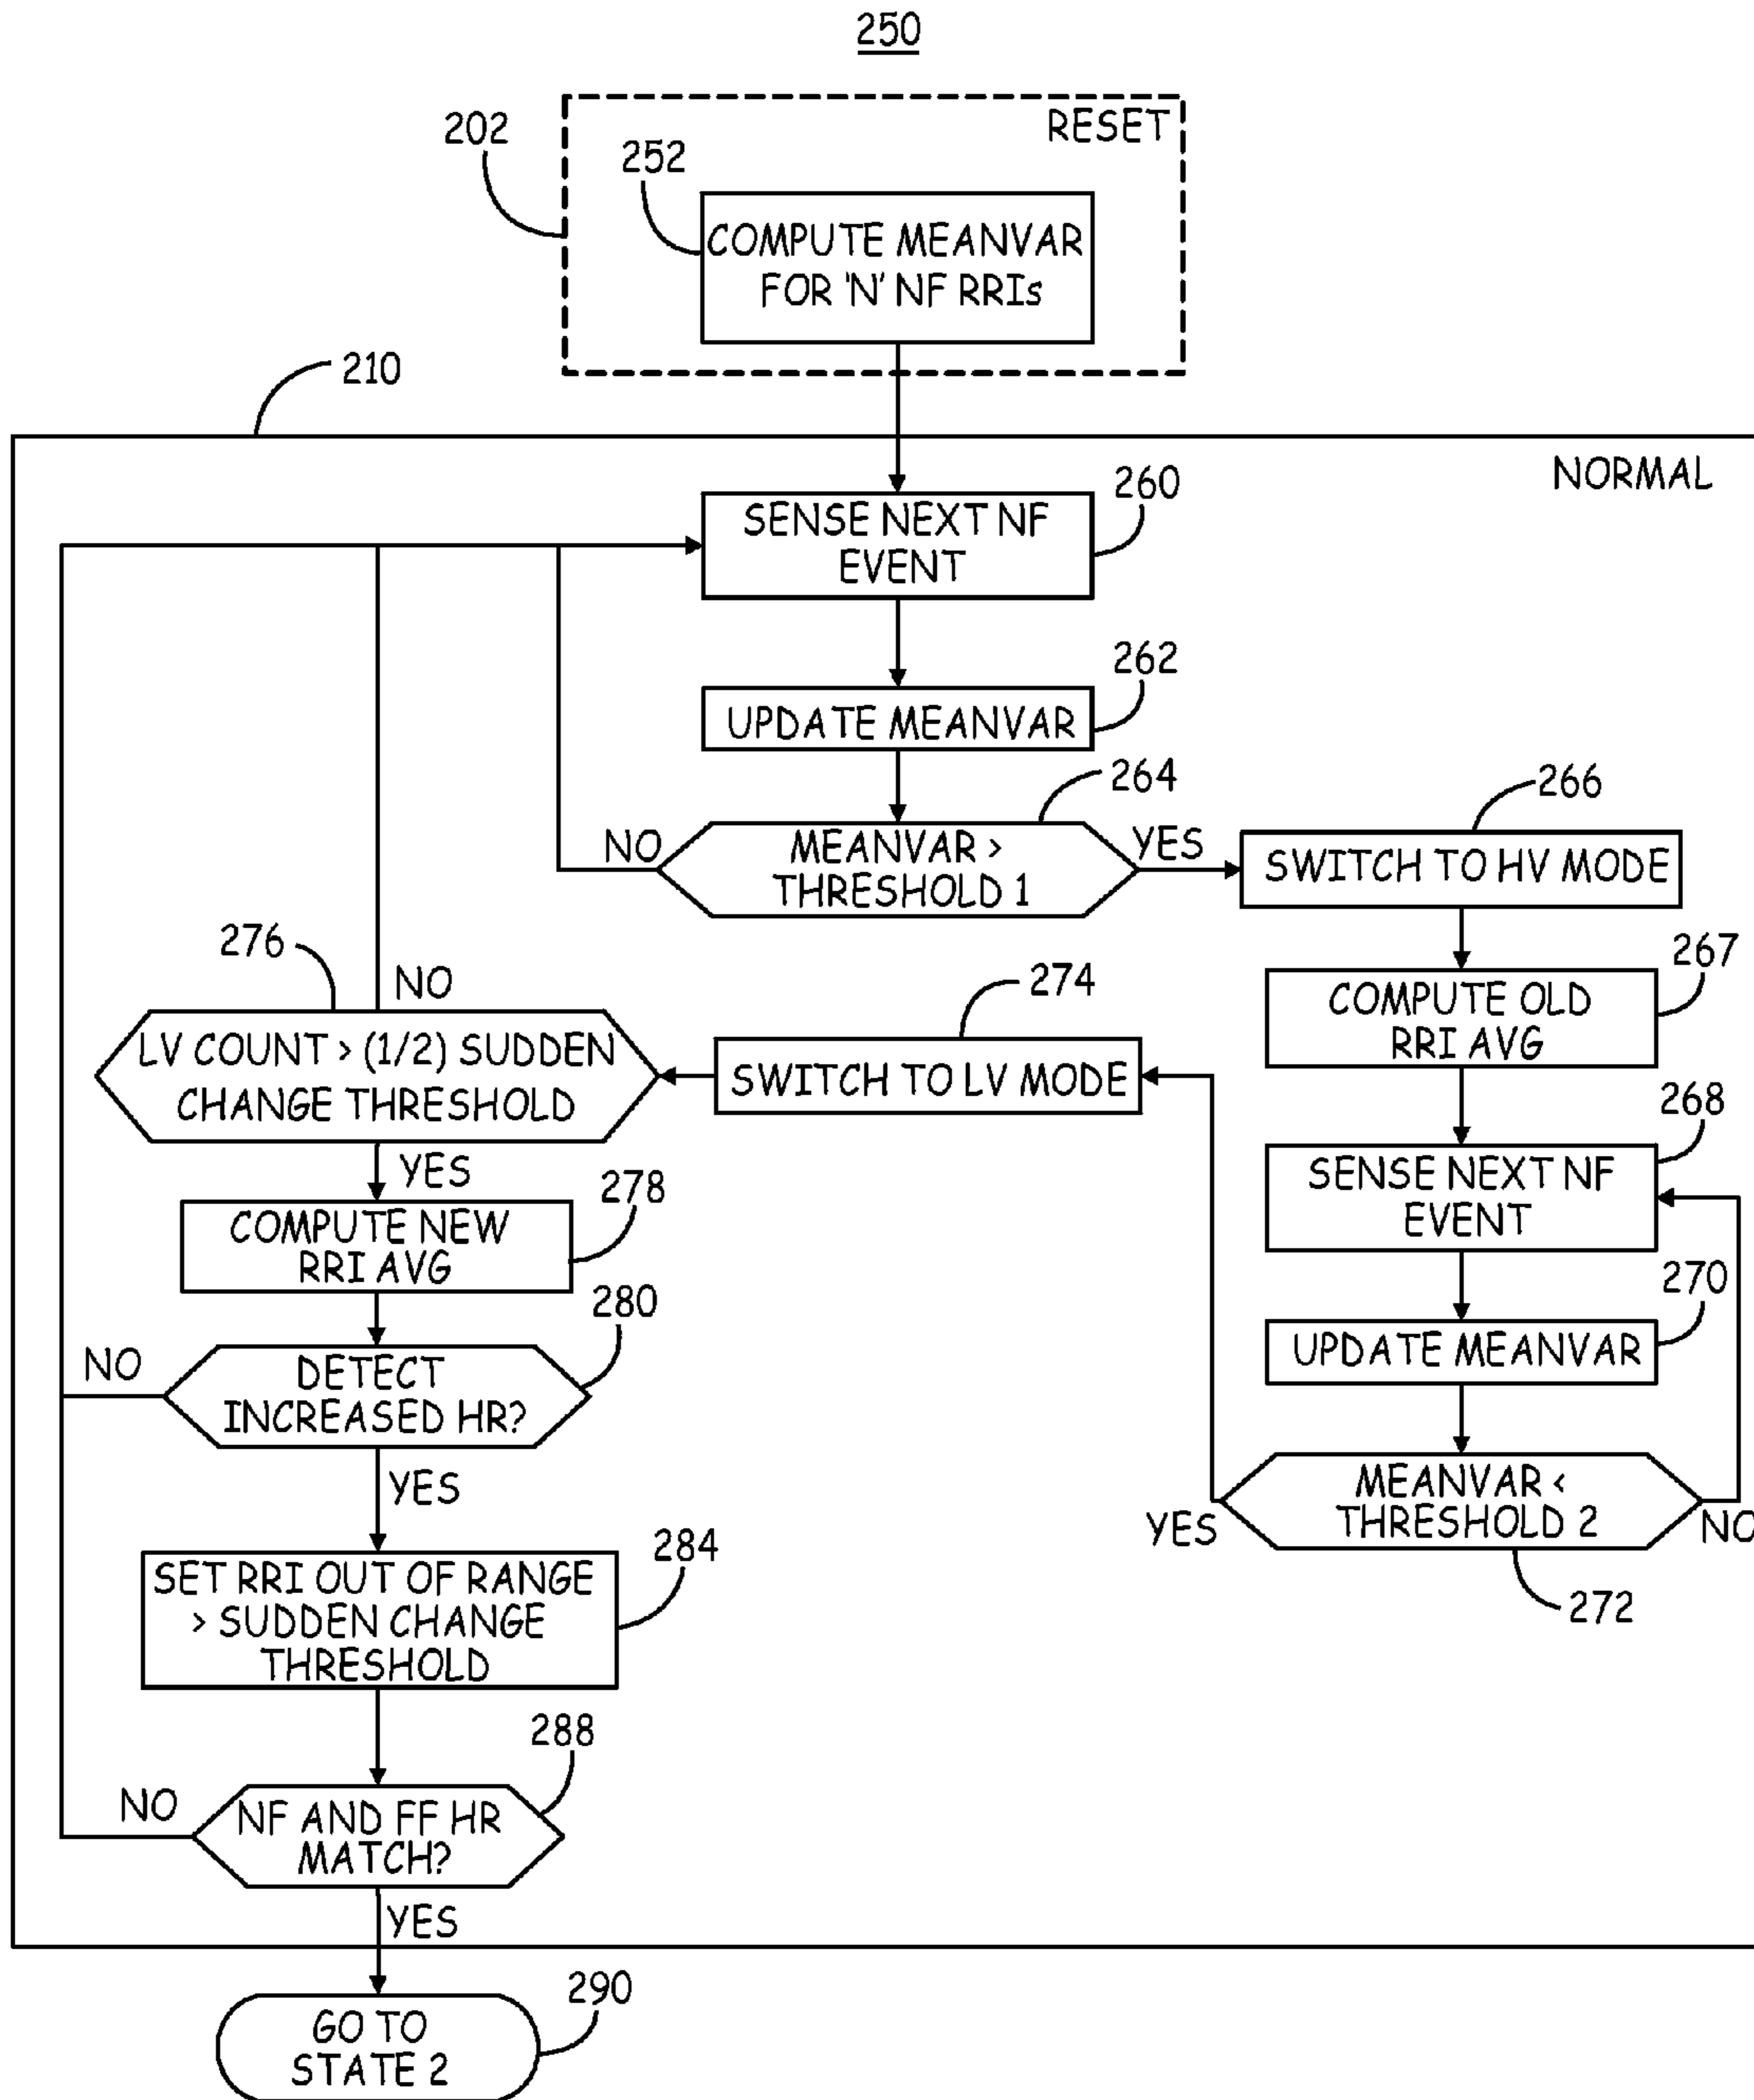 250
202
RESET
252
COMPUTE MEANVAR
FOR 'N' NF RRIs
210
NORMAL
260
SENSE NEXT NF
EVENT
262
UPDATE MEANVAR
264
MEANVAR >
THRESHOLD 1
NO
YES
266
SWITCH TO HV MODE
267
COMPUTE OLD
RRI AVG
268
SENSE NEXT NF
EVENT
270
UPDATE MEANVAR
MEANVAR <
THRESHOLD 2
YES
NO
272
274
SWITCH TO LV MODE
276
NO
LV COUNT > (1/2) SUDDEN
CHANGE THRESHOLD
YES
278
COMPUTE NEW
RRI AVG
280
NO
DETECT
INCREASED HR?
YES
284
SET RRI OUT OF RANGE
> SUDDEN CHANGE
THRESHOLD
288
NO
NF AND FF HR
MATCH?
YES
290
GO TO
STATE 2